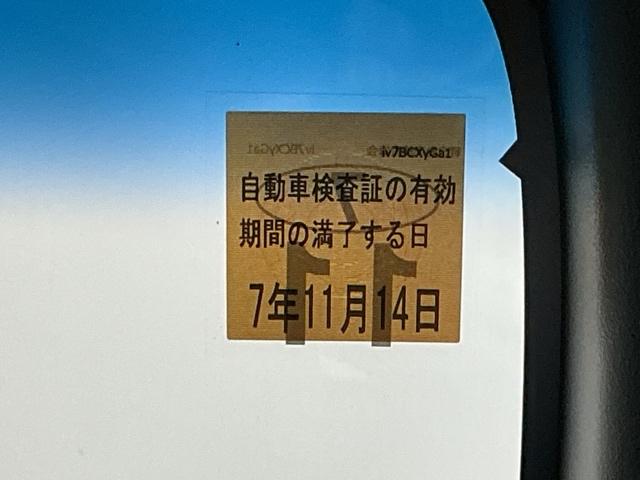 iv7BCXyGa1
自動車検査証の有効
期間の満了する日
7年11月14日